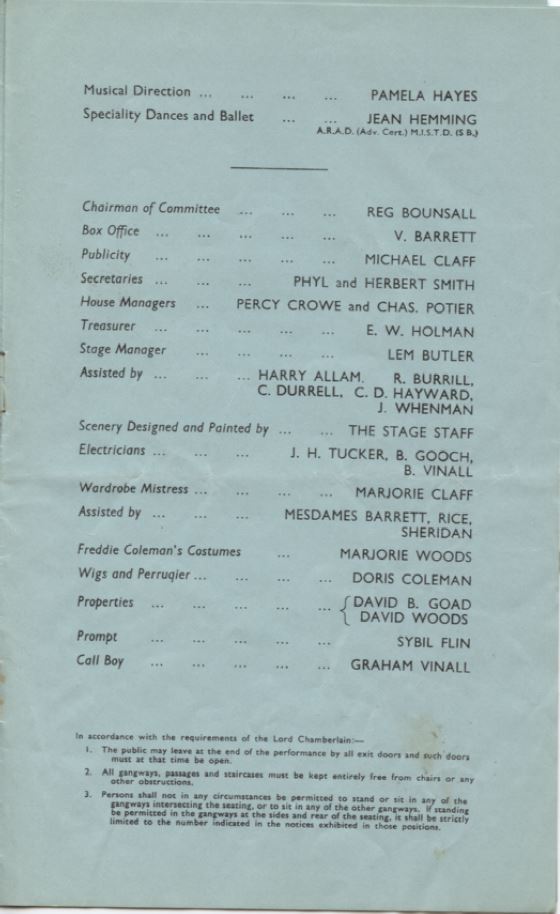 Musical Direction ... ... ... ... PAMELA HAYES
Speciality Dances and Ballet ... ... JEAN HEMMING
A.R.A.D. (Adv. Cert.) M.I.S.T.D. (S B.)
Chairman of Committee ... ... ... REG BOUNSALL
Box Office ... ... ... ... ... V. BARRETT
Publicity ... ... ... ... ... MICHAEL CLAFF
Secretaries ... ... ... PHYL and HERBERT SMITH
House Managers ... PERCY CROWE and CHAS. POTIER
Treasurer ... ... ... ... ... E. W. HOLMAN
Stage Manager ... ... ... ... LEM BUTLER
Assisted by ... ... ... HARRY ALLAM. R. BURRILL,
C. DURRELL, C. D. HAYWARD,
J. WHENMAN
Scenery Designed and Painted by ... ... THE STAGE STAFF
Electricians ... ... ... J. H. TUCKER, B. GOOCH,
B. VINALL
Wardrobe Mistress ... ... ... ... MARJORIE CLAFF
Assisted by ... ... ... MESDAMES BARRETT, RICE,
SHERIDAN
Freddie Coleman's Costumes ... MARJORIE WOODS
Wigs and Perruqier ... ... ... ... DORIS COLEMAN
Properties ... ... ... ... ... { DAVID B. GOAD
DAVID WOODS
Prompt ... ... ... ... ... SYBIL FLIN
Call Boy ... ... ... ... ... GRAHAM VINALL
In accordance with the requirements of the Lord Chamberlain:—
1. The public may leave at the end of the performance by all exit doors and such doors
must at that time be open.
2. All gangways, passages and staircases must be kept entirely free from chairs or any
other obstructions.
3. Persons shall not in any circumstances be permitted to stand or sit in any of the
gangways intersecting the seating, or to sit in any of the other gangways. If standing
be permitted in the gangways at the sides and rear of the seating, it shall be strictly
limited to the number indicated in the notices exhibited in those positions.